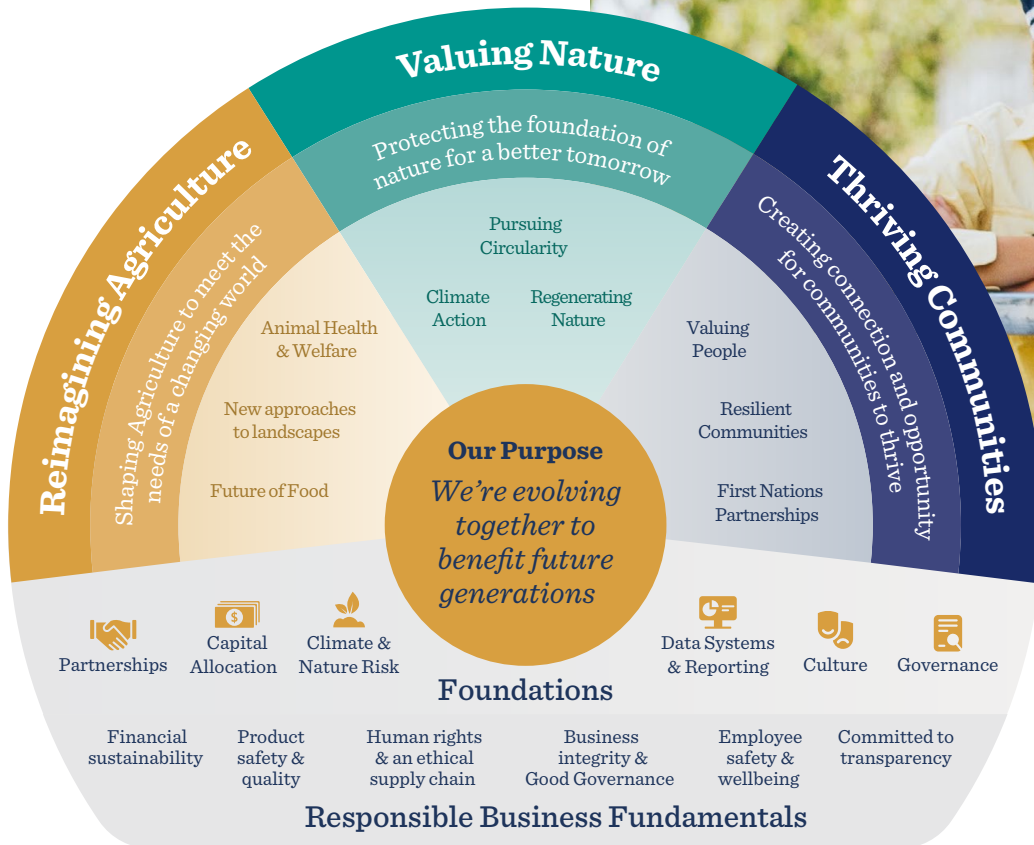 Valuing Nature
Protecting the foundation of
nature for a better tomorrow
Pursuing
Circularity
Climate
Action
Regenerating
Nature
Reimagining Agriculture
Shaping Agriculture to meet the
needs of a changing world
Animal Health
& Welfare
New approaches
to landscapes
Future of Food
Thriving Communities
Creating connection and opportunity
for communities to thrive
Valuing
People
Resilient
Communities
First Nations
Partnerships
Our Purpose
We're evolving
together to
benefit future
generations
Partnerships
Capital
Allocation
Climate &
Nature Risk
Data Systems
& Reporting
Culture
Governance
Foundations
Financial
sustainability
Product
safety &
quality
Human rights
& an ethical
supply chain
Business
integrity &
Good Governance
Employee
safety &
wellbeing
Committed to
transparency
Responsible Business Fundamentals